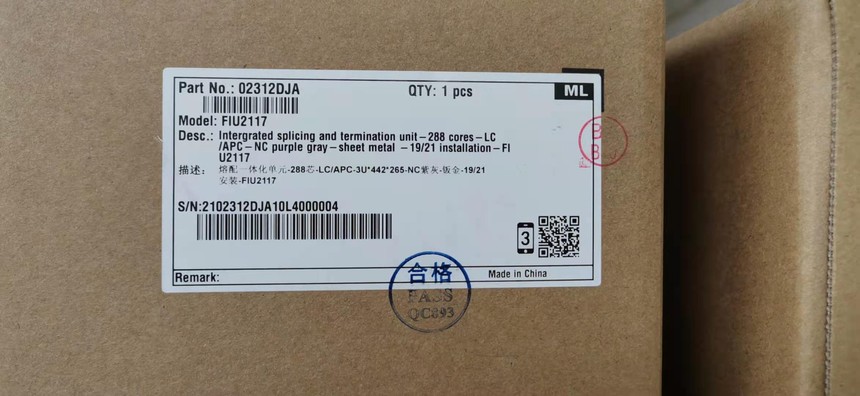 Part No.: 02312DJA QTY: 1 pcs ML
Model: FIU2117
Desc.: Intergrated splicing and termination unit–288 cores–LC
/APC–NC purple gray–sheet metal –19/21 installation–FI
U2117
描述: 熔配一体化单元-288芯-LC/APC-3U*442*265-NC紫灰-钣金-19/21
安装-FIU2117
S/N:2102312DJA10L4000004
3
Remark: Made in China
合格
PASS
QC893
B
B